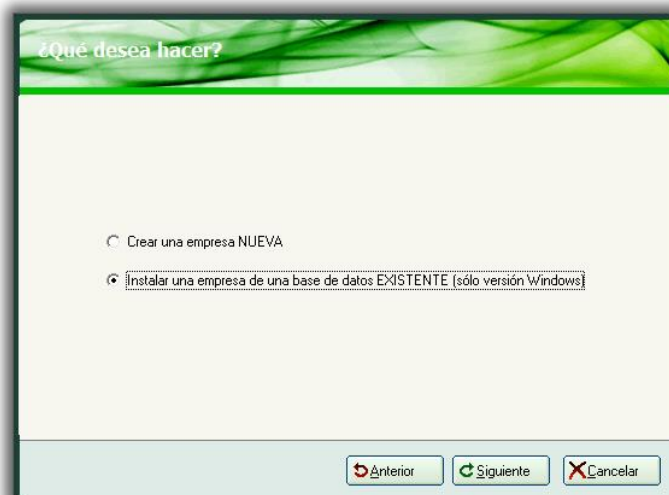 ¿Qué desea hacer?
Crear una empresa NUEVA
Instalar una empresa de una base de datos EXISTENTE (sólo versión Windows)
Anterior Siguiente Cancelar